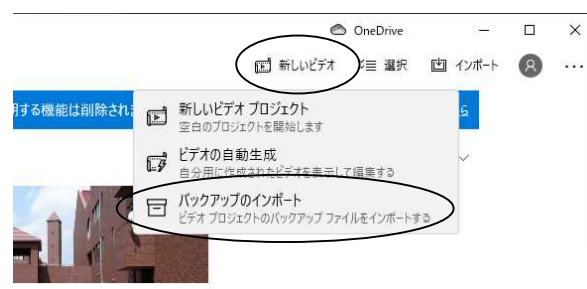 OneDrive
新しいビデオ 選択 インポート
する機能は削除されま
新しいビデオ プロジェクト
空白のプロジェクトを開始します
ビデオの自動生成
自分用に作成されたビデオを表示して編集する
バックアップのインポート
ビデオ プロジェクトのバックアップ ファイルをインポートする